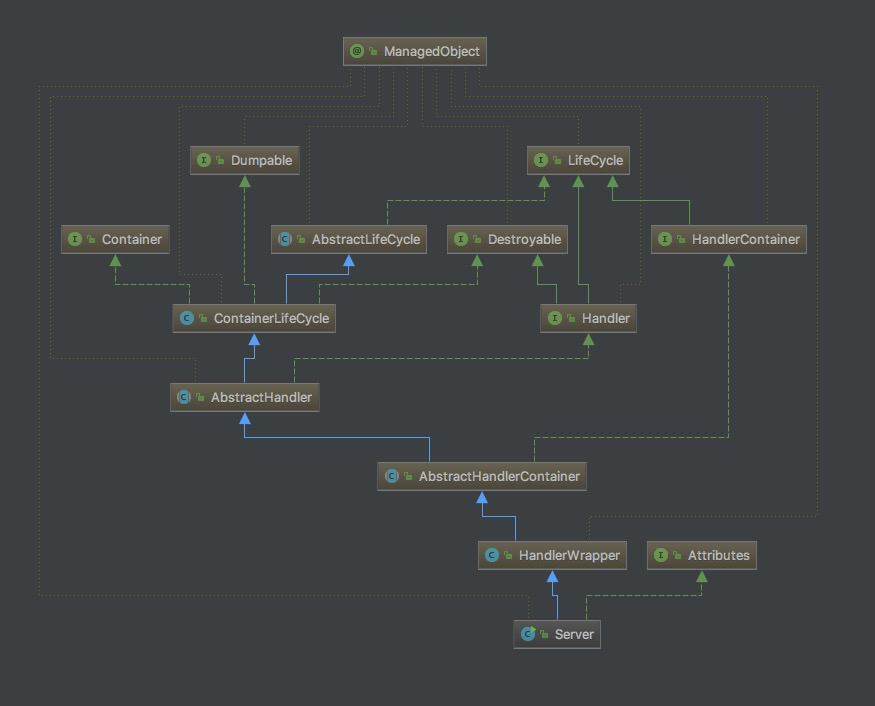 ManagedObject
Dumpable
LifeCycle
Container
AbstractLifeCycle
Destroyable
HandlerContainer
ContainerLifeCycle
Handler
AbstractHandler
AbstractHandlerContainer
HandlerWrapper
Attributes
Server